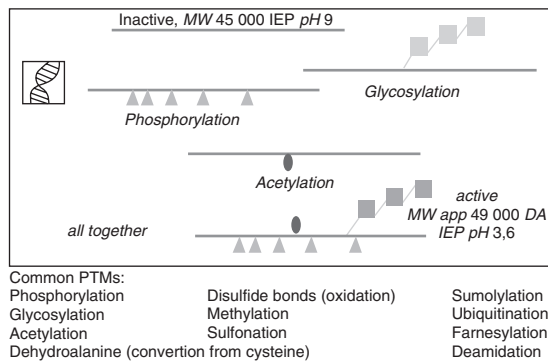 Inactive, MW 45 000 IEP pH 9
Glycosylation
Phosphorylation
Acetylation
active
MW app 49 000 DA
IEP pH 3,6
all together
Common PTMs:
Phosphorylation Disulfide bonds (oxidation) Sumolylation
Glycosylation Methylation Ubiquitination
Acetylation Sulfonation Farnesylation
Dehydroalanine (convertion from cysteine) Deamidation